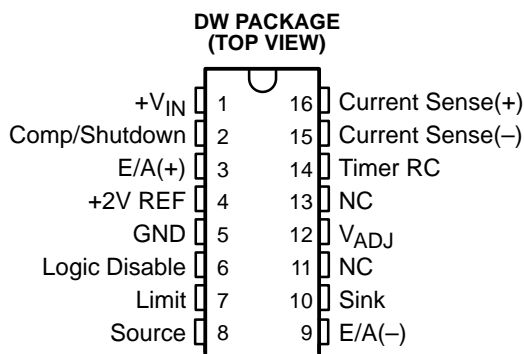 DW PACKAGE
(TOP VIEW)
+VIN 1 16 Current Sense(+)
Comp/Shutdown 2 15 Current Sense(–)
E/A(+) 3 14 Timer RC
+2V REF 4 13 NC
GND 5 12 VADJ
Logic Disable 6 11 NC
Limit 7 10 Sink
Source 8 9 E/A(–)